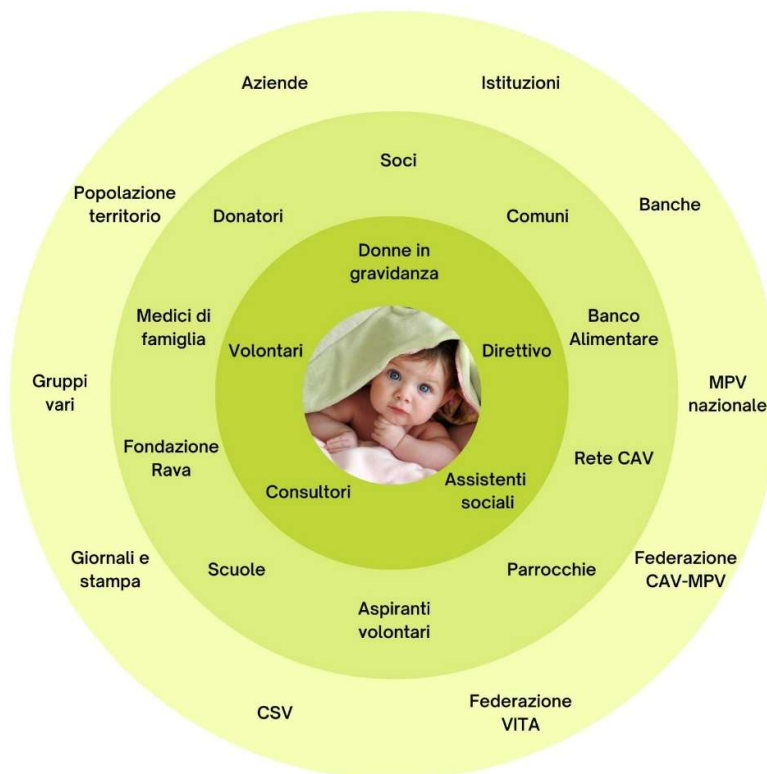 Aziende
Istituzioni
Soci
Popolazione
territorio
Donatori
Comuni
Banche
Donne in
gravidanza
Medici di
famiglia
Volontari
Direttivo
Banco
Alimentare
Gruppi
vari
MPV
nazionale
Fondazione
Rava
Rete CAV
Consultori
Assistenti
sociali
Giornali e
stampa
Scuole
Parrocchie
Federazione
CAV-MPV
Aspiranti
volontari
CSV
Federazione
VITA